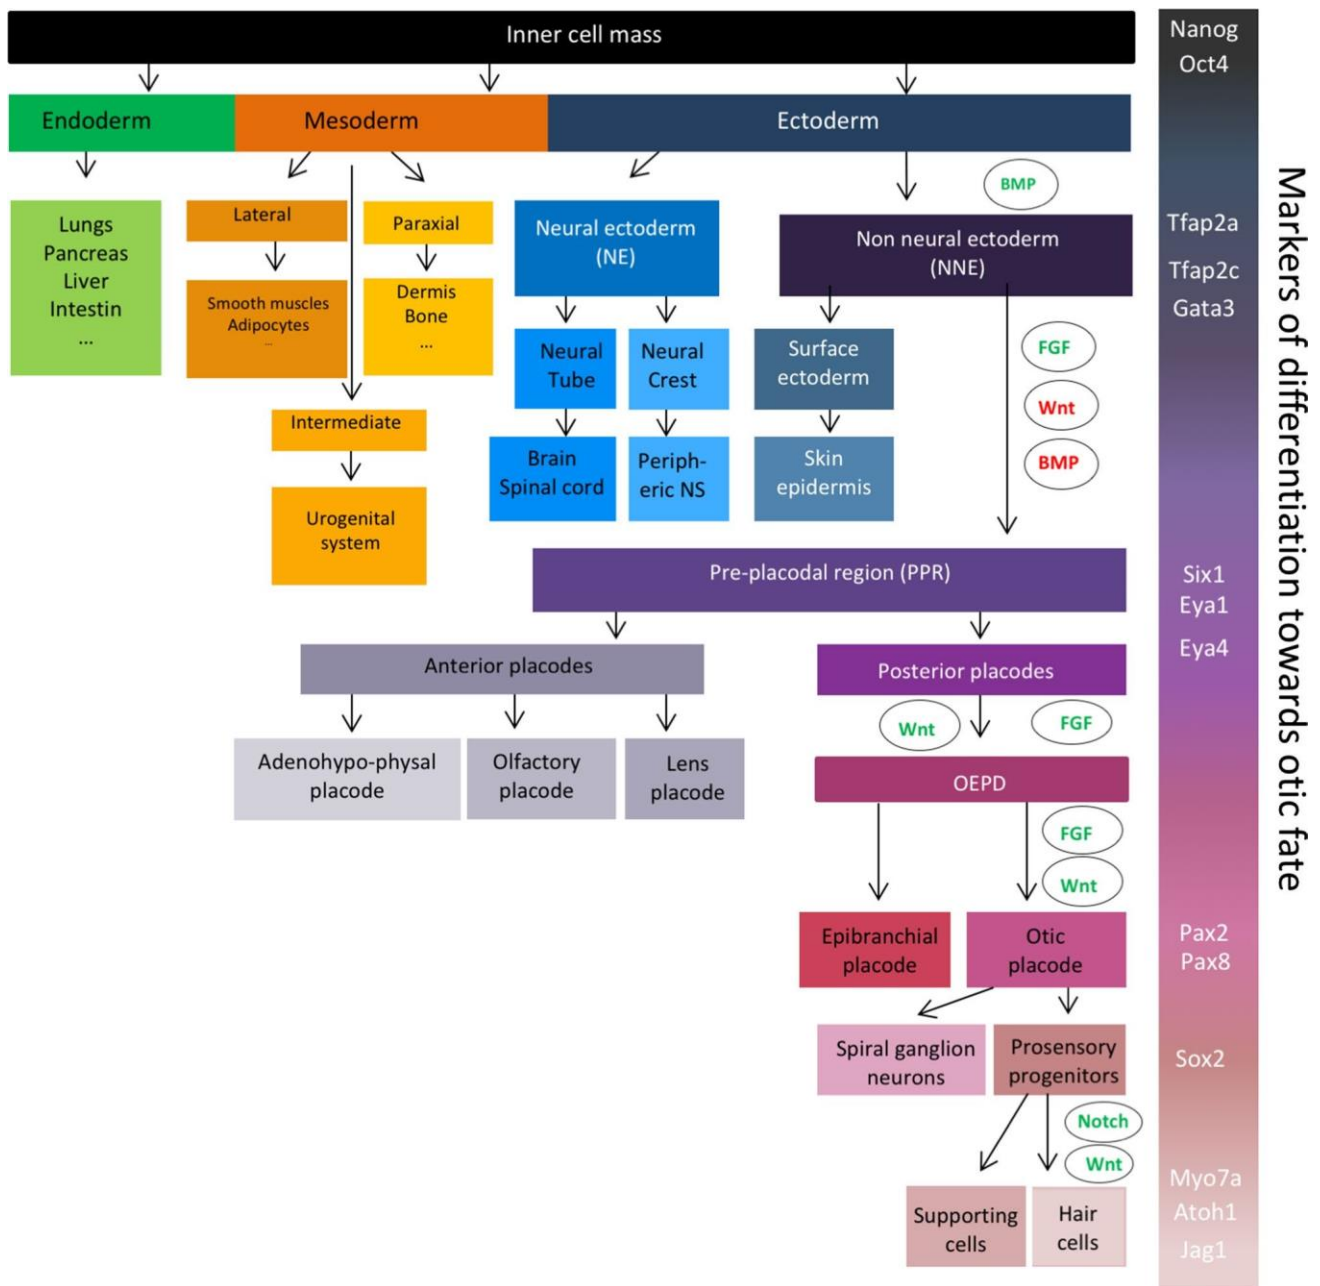 Inner cell mass
Endoderm
Mesoderm
Ectoderm
BMP
Lungs
Pancreas
Liver
Intestin
...
Lateral
Smooth muscles
Adipocytes
...
Paraxial
Dermis
Bone
...
Intermediate
Urogenital
system
Neural ectoderm
(NE)
Neural
Tube
Brain
Spinal cord
Neural
Crest
Periph-
eric NS
Non neural ectoderm
(NNE)
Surface
ectoderm
Skin
epidermis
FGF
Wnt
BMP
Pre-placodal region (PPR)
Anterior placodes
Adenohypo-physal
placode
Olfactory
placode
Lens
placode
Posterior placodes
Wnt
FGF
OEPD
FGF
Wnt
Epibranchial
placode
Otic
placode
Spiral ganglion
neurons
Prosensory
progenitors
Notch
Wnt
Supporting
cells
Hair
cells
Nanog
Oct4
Tfap2a
Tfap2c
Gata3
Six1
Eya1
Eya4
Pax2
Pax8
Sox2
Myo7a
Atoh1
Jag1
Markers of differentiation towards otic fate